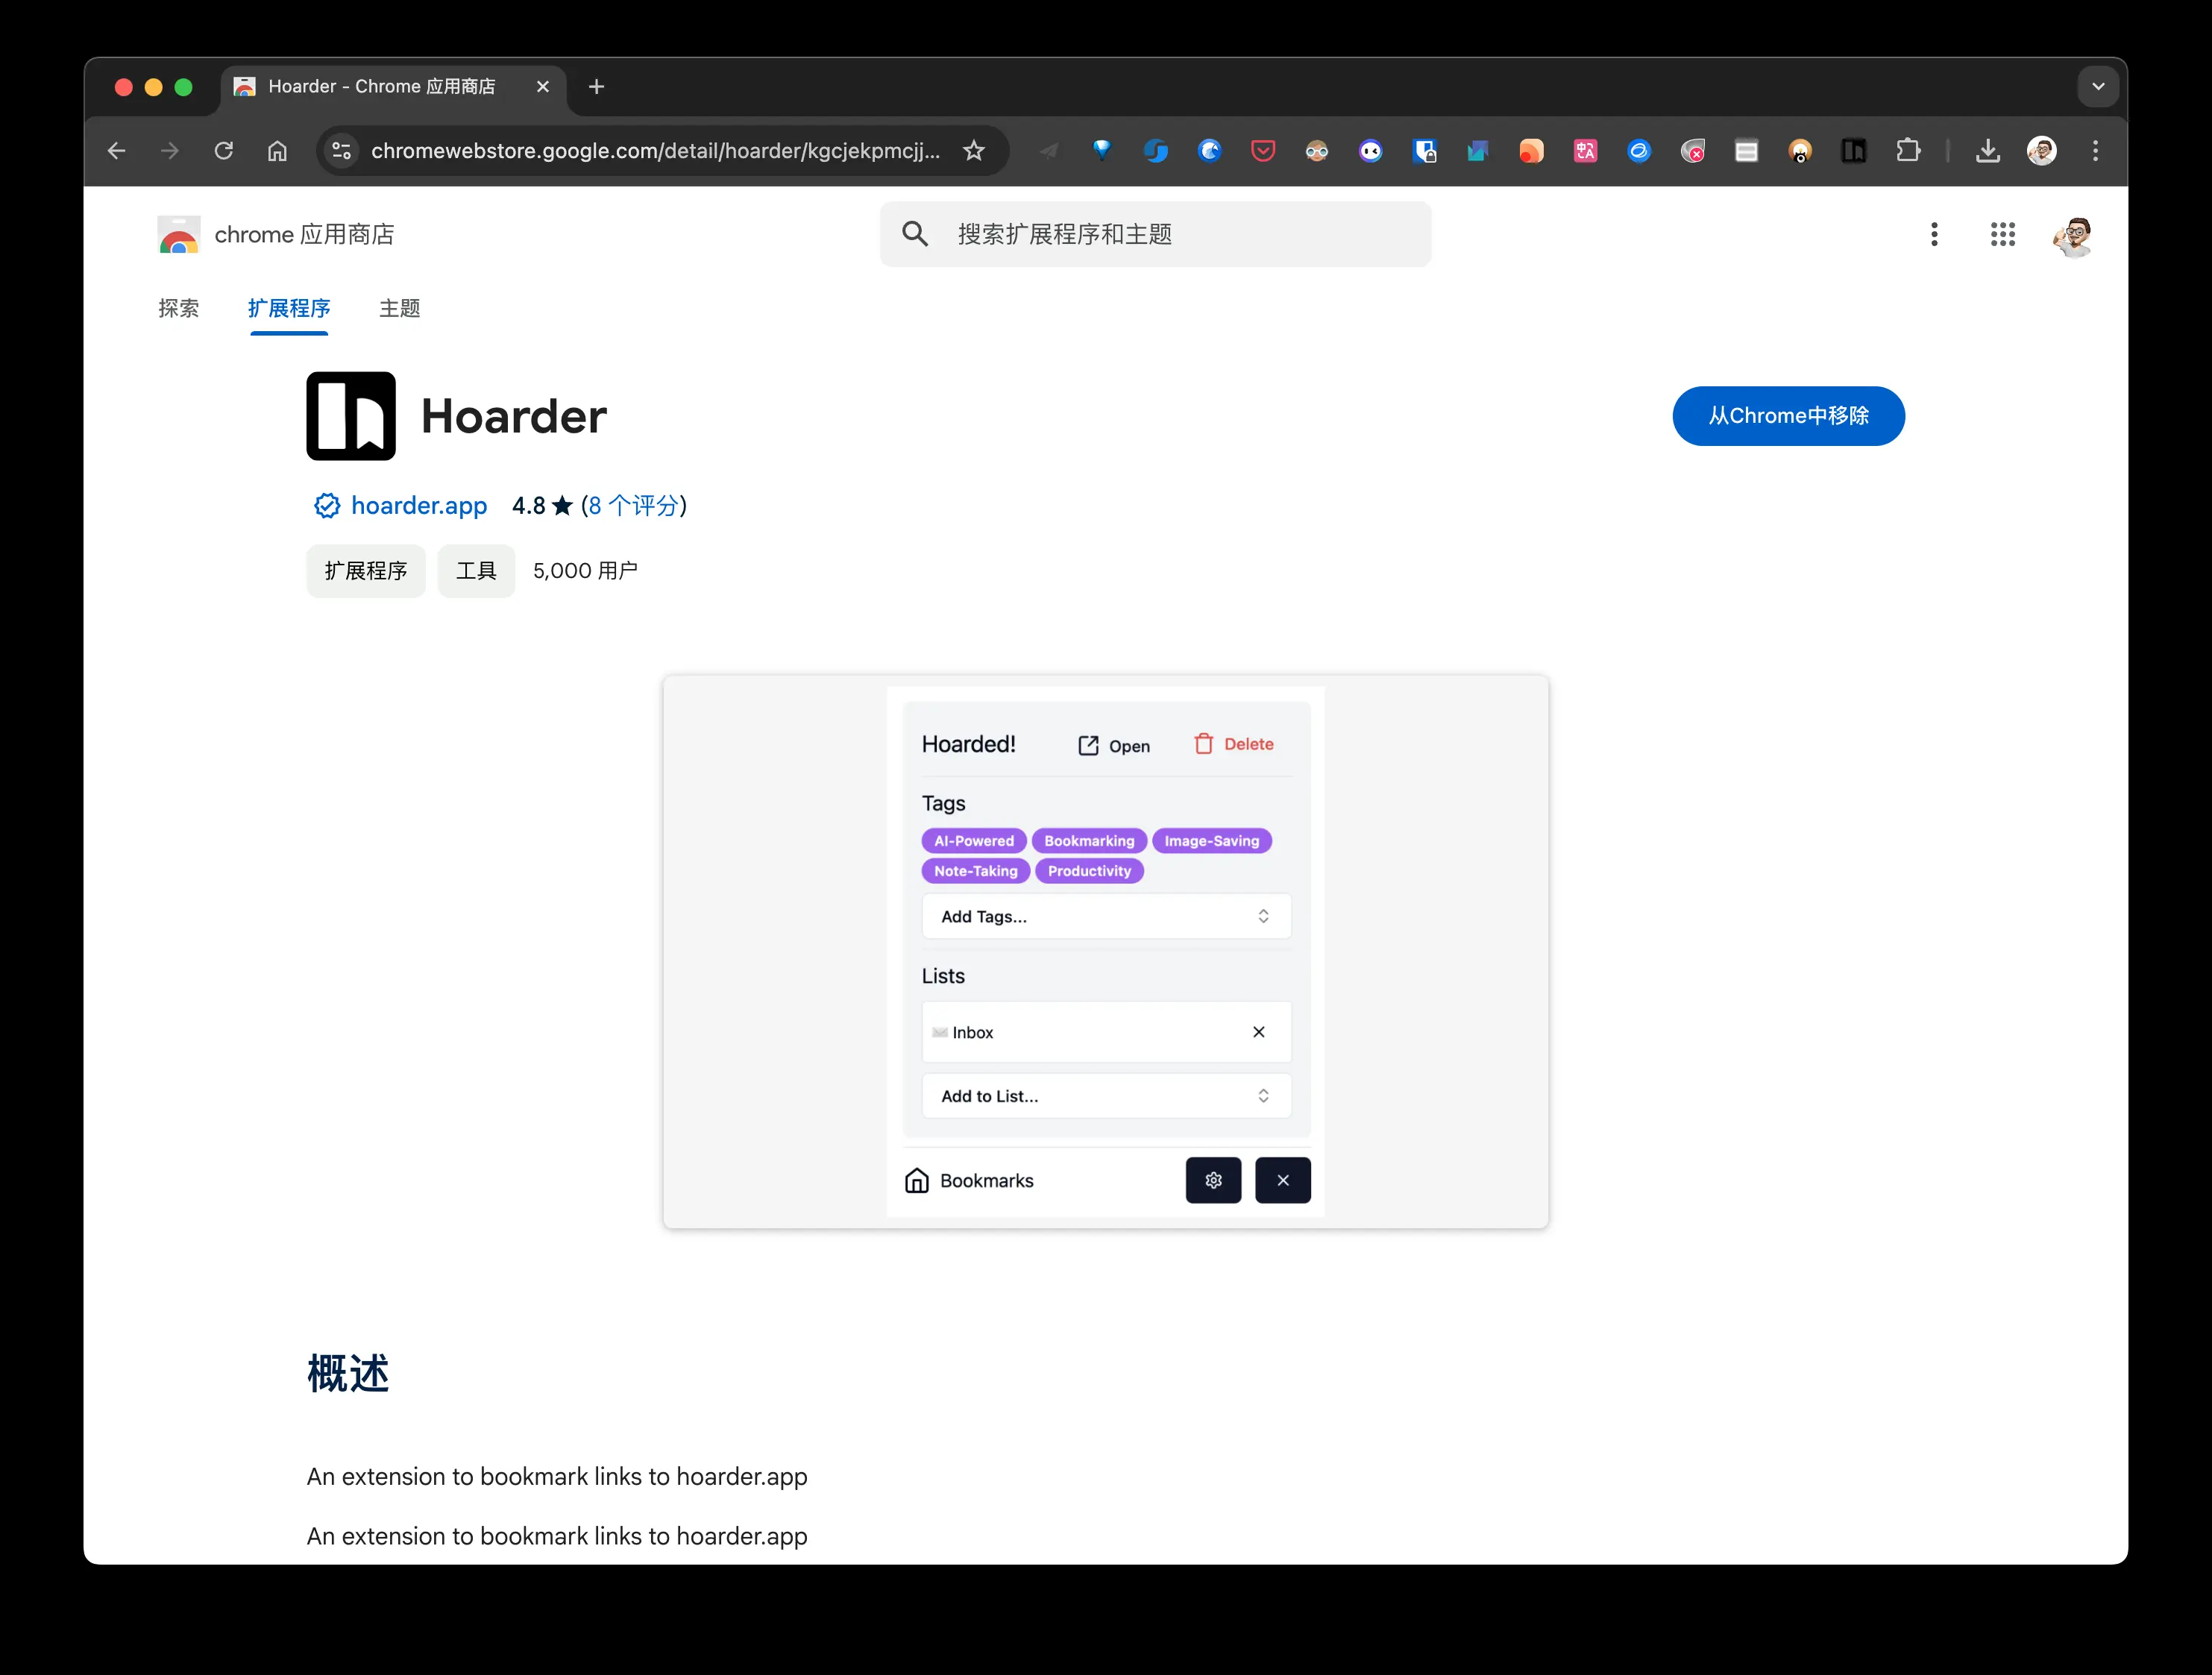 Hoarder - Chrome 应用商店
chromewebstore.google.com/detail/hoarder/kgcjekpmcjj...
chrome 应用商店
搜索扩展程序和主题
探索 扩展程序 主题
Hoarder
从Chrome中移除
hoarder.app 4.8 ★ (8 个评分)
扩展程序 工具 5,000 用户
Hoarded! Open Delete
Tags
AI-Powered Bookmarking Image-Saving
Note-Taking Productivity
Add Tags...
Lists
Inbox
Add to List...
Bookmarks
概述
An extension to bookmark links to hoarder.app
An extension to bookmark links to hoarder.app